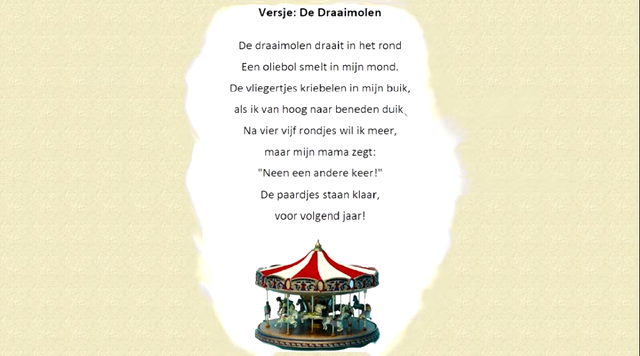 Versje: De Draaimolen
De draaimolen draait in het rond
Een oliebol smelt in mijn mond.
De vliegertjes kriebelen in mijn buik,
als ik van hoog naar beneden duik
Na vier vijf rondjes wil ik meer,
maar mijn mama zegt:
"Neen een andere keer!"
De paardjes staan klaar,
voor volgend jaar!